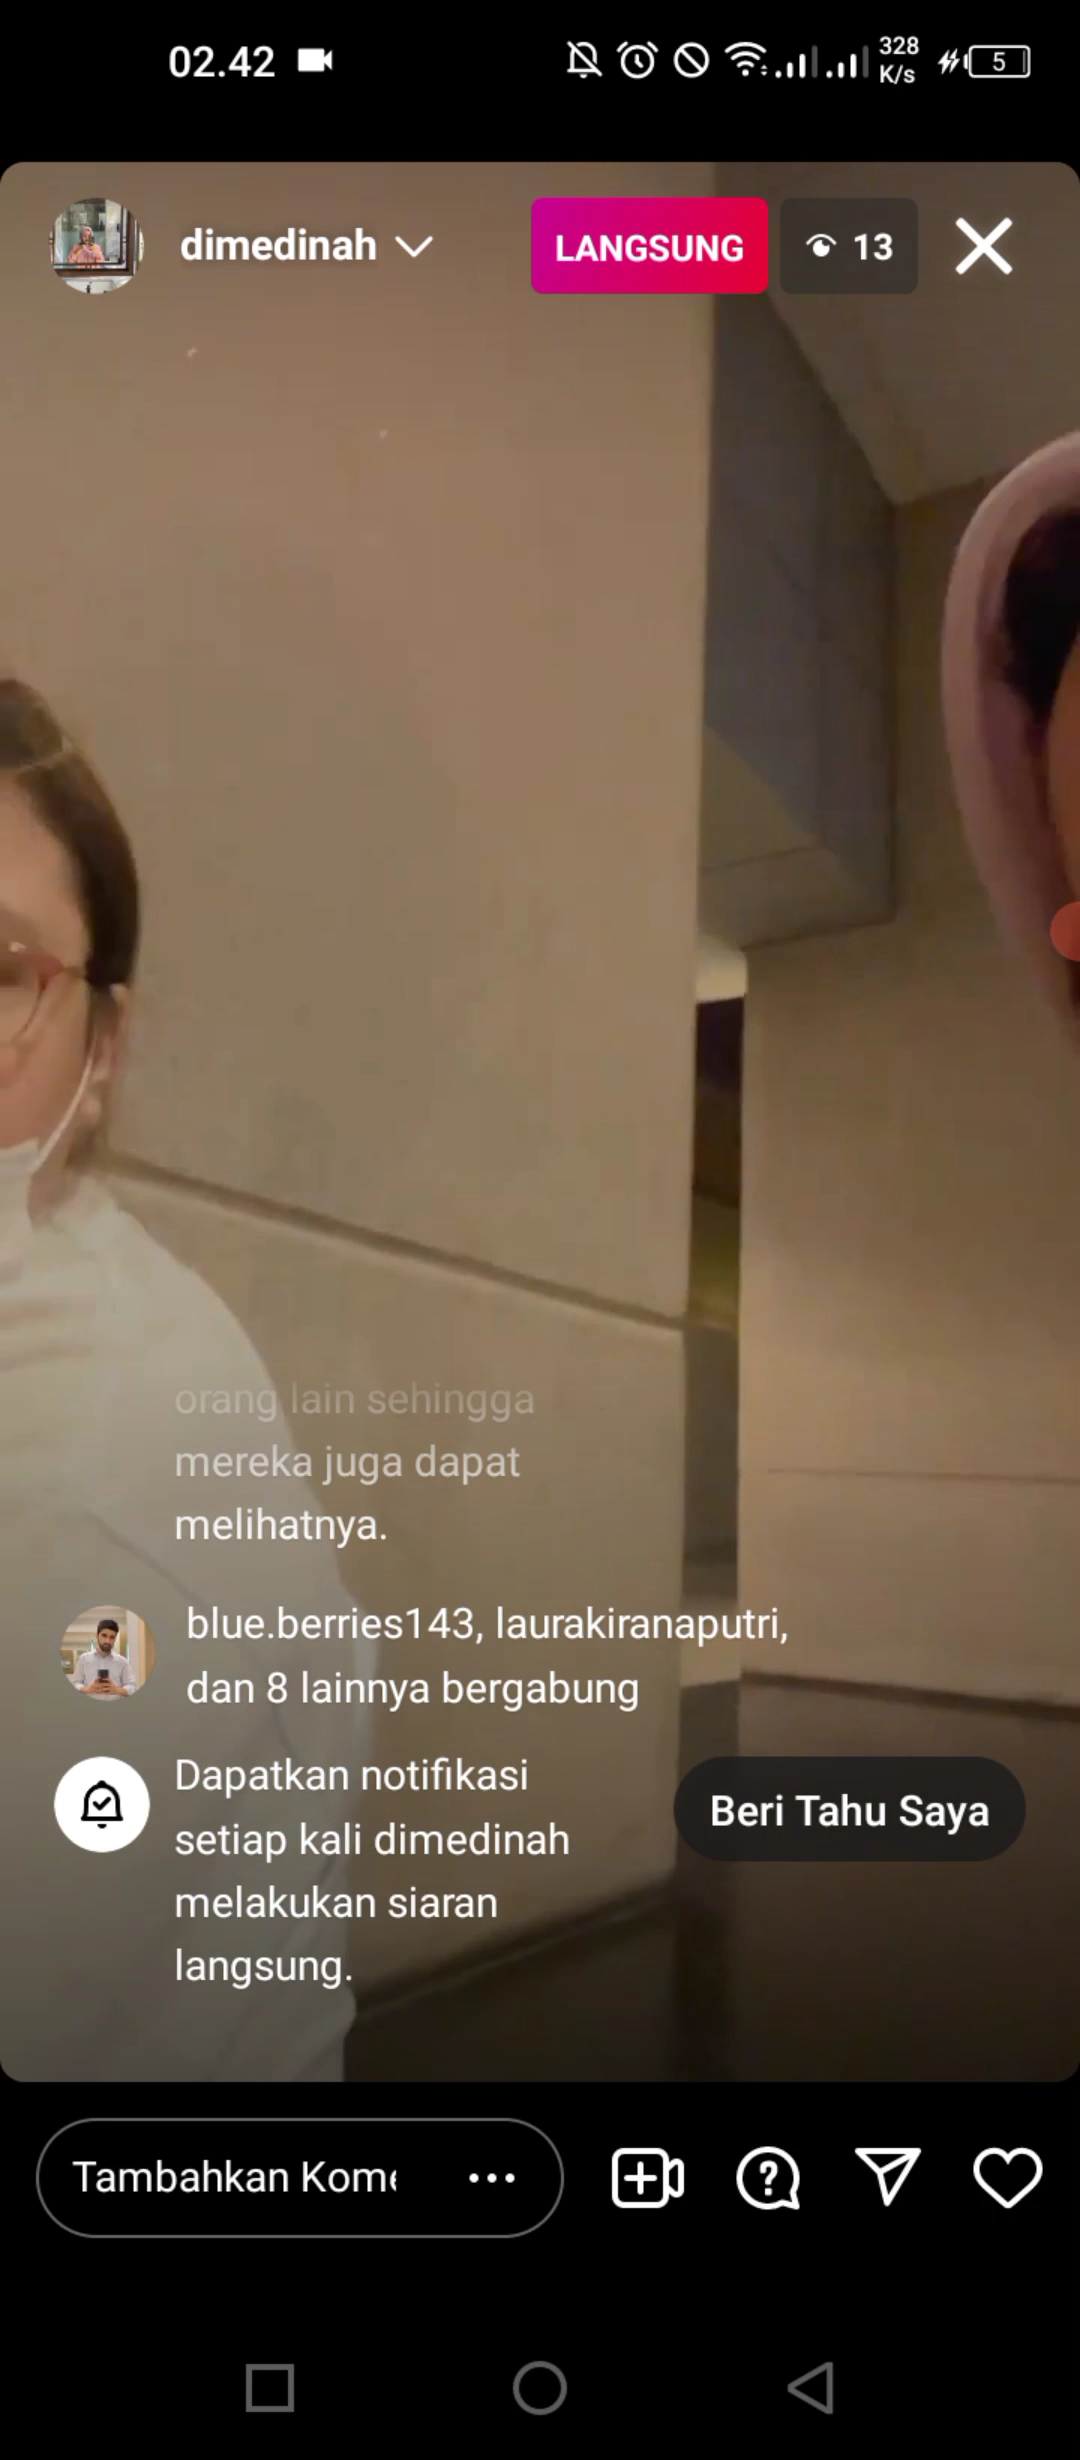 02.42
328
K/s
5
dimedinah
LANGSUNG
13
orang lain sehingga
mereka juga dapat
melihatnya.
blue.berries143, laurakiranaputri,
dan 8 lainnya bergabung
Dapatkan notifikasi
setiap kali dimedinah
melakukan siaran
langsung.
Beri Tahu Saya
Tambahkan Kome